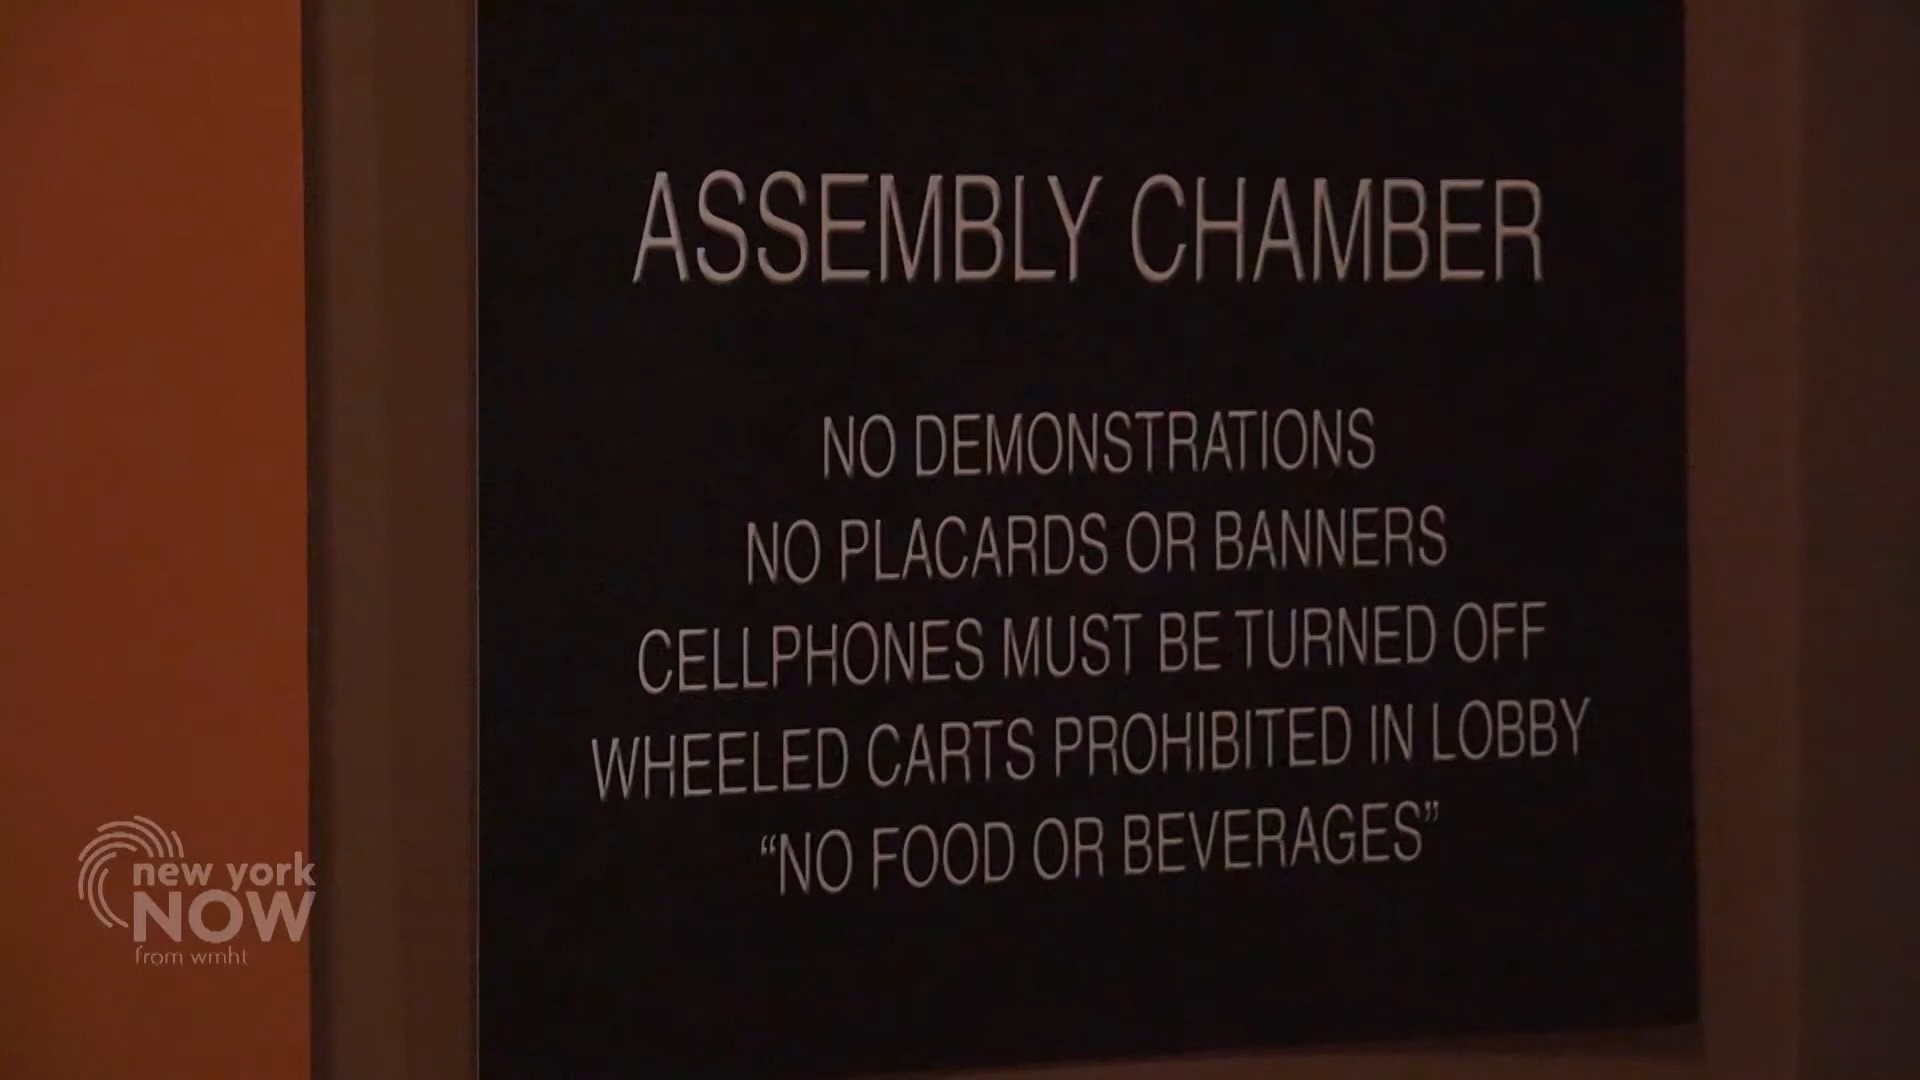 ASSEMBLY CHAMBER
NO DEMONSTRATIONS
NO PLACARDS OR BANNERS
CELLPHONES MUST BE TURNED OFF
WHEELED CARTS PROHIBITED IN LOBBY
“NO FOOD OR BEVERAGES”
new york
NOW
from wmht